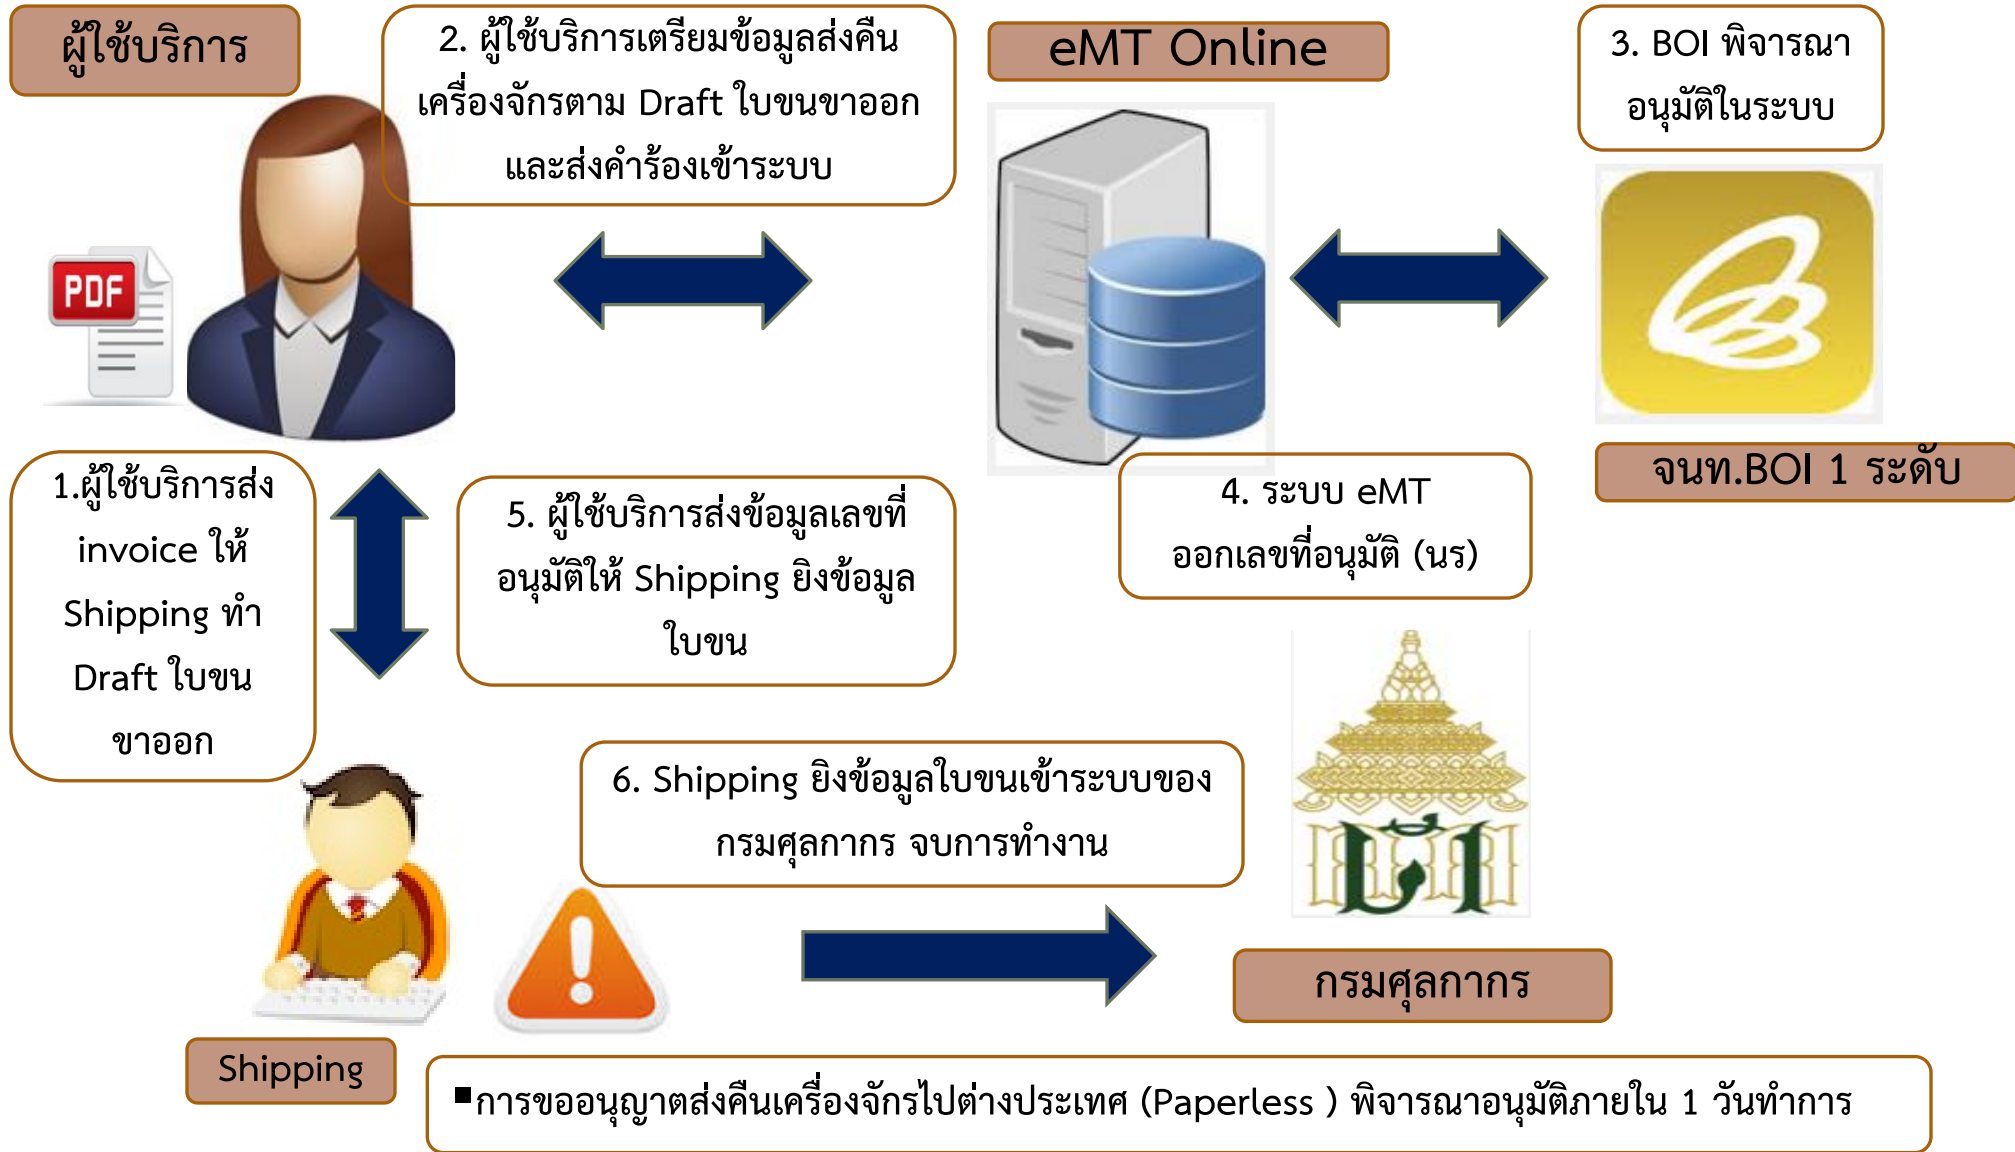 ผู้ใช้บริการ
2. ผู้ใช้บริการเตรียมข้อมูลส่งคืน
เครื่องจักรตาม Draft ใบขนขาออก
และส่งคำร้องเข้าระบบ
eMT Online
3. BOI พิจารณา
อนุมัติในระบบ
PDF
จนท.BOI 1 ระดับ
1.ผู้ใช้บริการส่ง
invoice ให้
Shipping ทำ
Draft ใบขน
ขาออก
5. ผู้ใช้บริการส่งข้อมูลเลขที่
อนุมัติให้ Shipping ยิงข้อมูล
ใบขน
4. ระบบ eMT
ออกเลขที่อนุมัติ (นร)
6. Shipping ยิงข้อมูลใบขนเข้าระบบของ
กรมศุลกากร จบการทำงาน
กรมศุลกากร
Shipping
▪การขออนุญาตส่งคืนเครื่องจักรไปต่างประเทศ (Paperless ) พิจารณาอนุมัติภายใน 1 วันทำการ